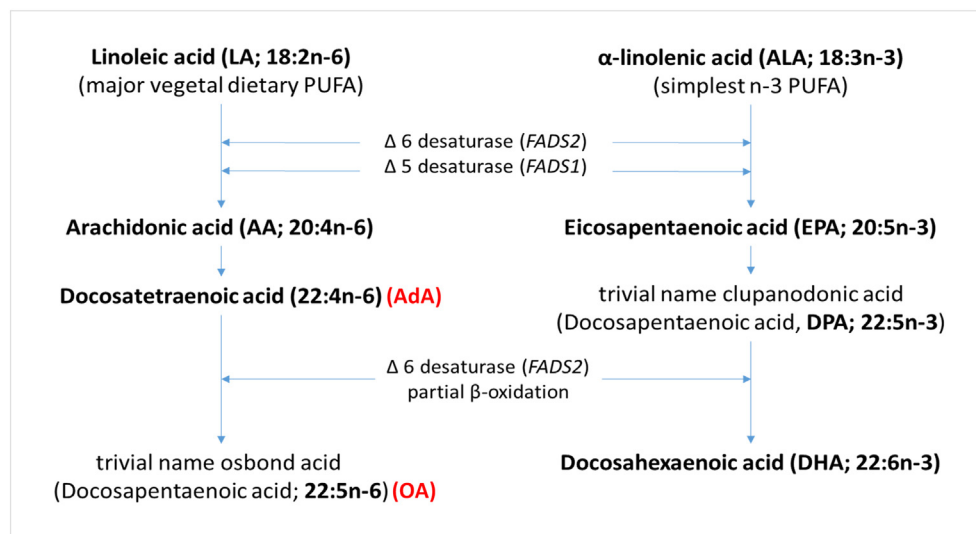 Linoleic acid (LA; 18:2n-6)
(major vegetal dietary PUFA)
α-linolenic acid (ALA; 18:3n-3)
(simplest n-3 PUFA)
Δ 6 desaturase (FADS2)
Δ 5 desaturase (FADS1)
Arachidonic acid (AA; 20:4n-6)
Eicosapentaenoic acid (EPA; 20:5n-3)
Docosatetraenoic acid (22:4n-6) (AdA)
trivial name clupanodonic acid
(Docosapentaenoic acid, DPA; 22:5n-3)
Δ 6 desaturase (FADS2)
partial β-oxidation
trivial name osbond acid
(Docosapentaenoic acid; 22:5n-6) (OA)
Docosahexaenoic acid (DHA; 22:6n-3)